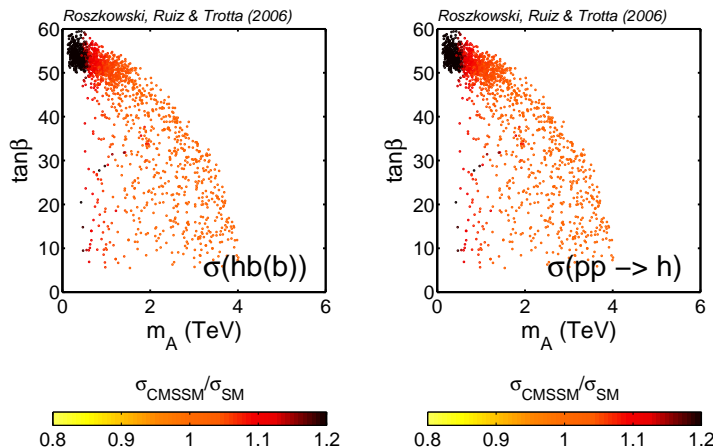 Roszkowski, Ruiz & Trotta (2006)
60
50
40
30
20
10
0
tanβ
σ(hb(b))
0 2 4 6
m_A (TeV)
σ_CMSSM/σ_SM
0.8 0.9 1 1.1 1.2
Roszkowski, Ruiz & Trotta (2006)
60
50
40
30
20
10
0
tanβ
σ(pp −> h)
0 2 4 6
m_A (TeV)
σ_CMSSM/σ_SM
0.8 0.9 1 1.1 1.2